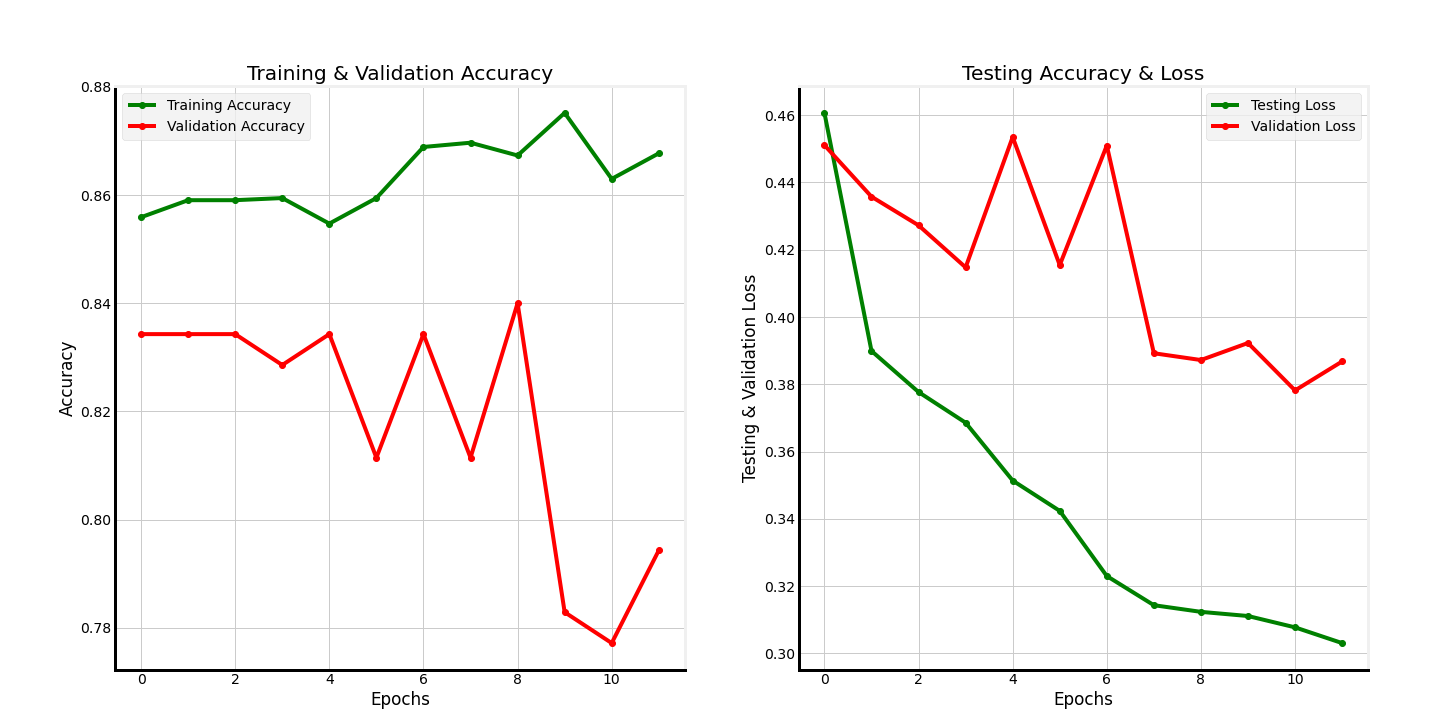 Training & Validation Accuracy
Training Accuracy
Validation Accuracy
Accuracy
0.88
0.86
0.84
0.82
0.80
0.78
0 2 4 6 8 10
Epochs
Testing Accuracy & Loss
Testing Loss
Validation Loss
Testing & Validation Loss
0.46
0.44
0.42
0.40
0.38
0.36
0.34
0.32
0.30
0 2 4 6 8 10
Epochs